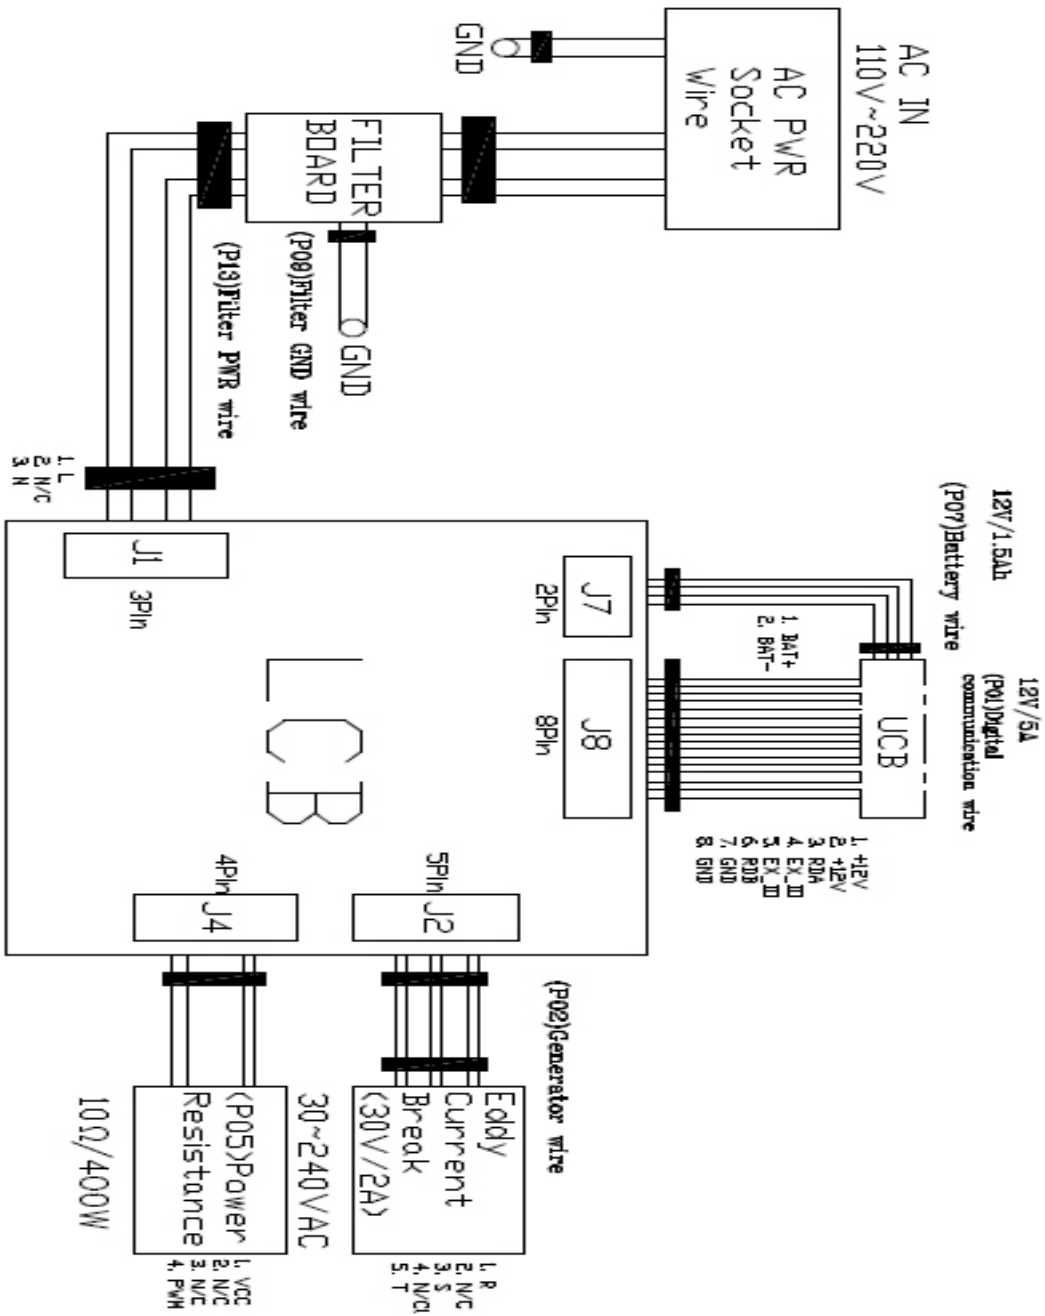 AC IN
110V~220V
AC PWR
Socket
Wire
GND
FILTER
BOARD
GND
(P08)Filter GND wire
(P13)Filter PWR wire
1. L
2. N/C
3. N
J1
3Pin
12V/1.5Ah
(P07)Battery wire
J7
2Pin
1. BAT+
2. BAT-
12V/5A
(P01)Digital
communication wire
UCB
J8
8Pin
1. +12V
2. +12V
3. RDA
4. EX_ID
5. EX_ID
6. RDB
7. GND
8. GND
LCB
5Pin
J2
4Pin
J4
(P02)Generator wire
Eddy
Current
Break
(30V/2A)
1. R
2. N/C
3. S
4. N/CL
5. T
30~240VAC
(P05)Power
Resistance
10Ω/400W
1. VCC
2. N/C
3. N/C
4. PWM